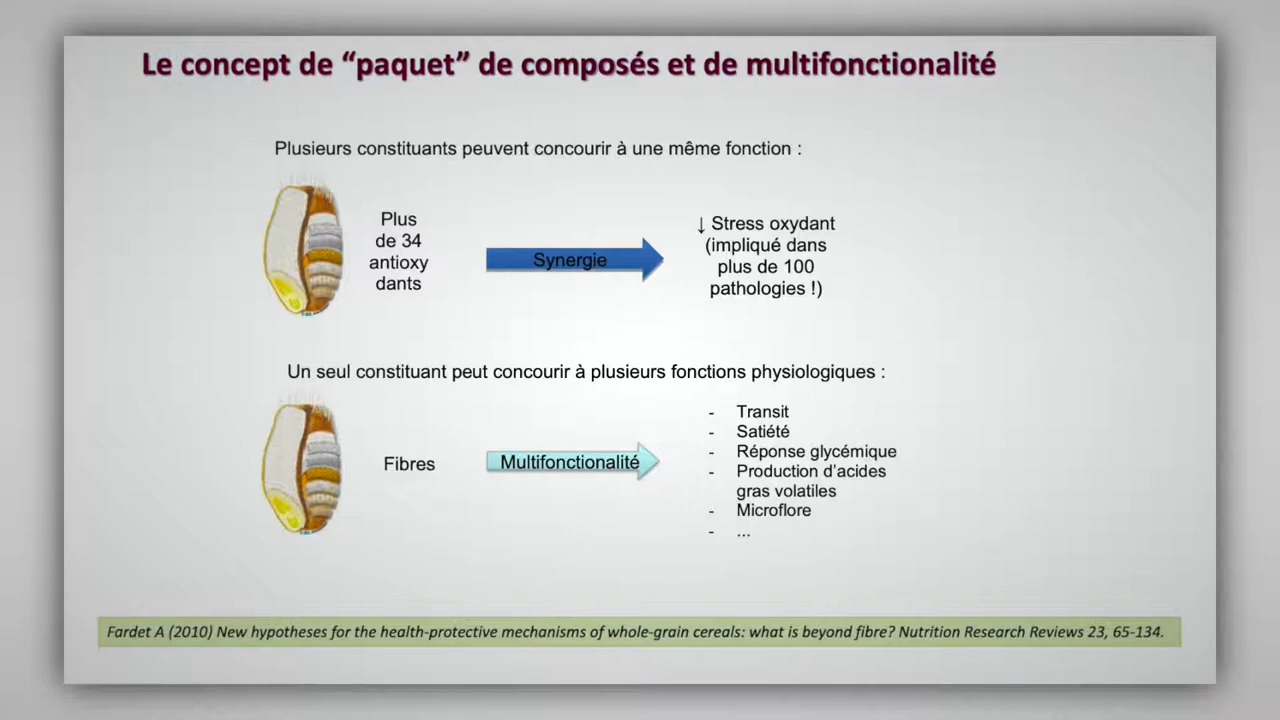 Le concept de “paquet” de composés et de multifonctionalité
Plusieurs constituants peuvent concourir à une même fonction :
Plus
de 34
antioxy
dants
Synergie
↓ Stress oxydant
(impliqué dans
plus de 100
pathologies !)
Un seul constituant peut concourir à plusieurs fonctions physiologiques :
Fibres
Multifonctionalité
- Transit
- Satiété
- Réponse glycémique
- Production d’acides
gras volatiles
- Microflore
- ...
Fardet A (2010) New hypotheses for the health-protective mechanisms of whole-grain cereals: what is beyond fibre? Nutrition Research Reviews 23, 65-134.